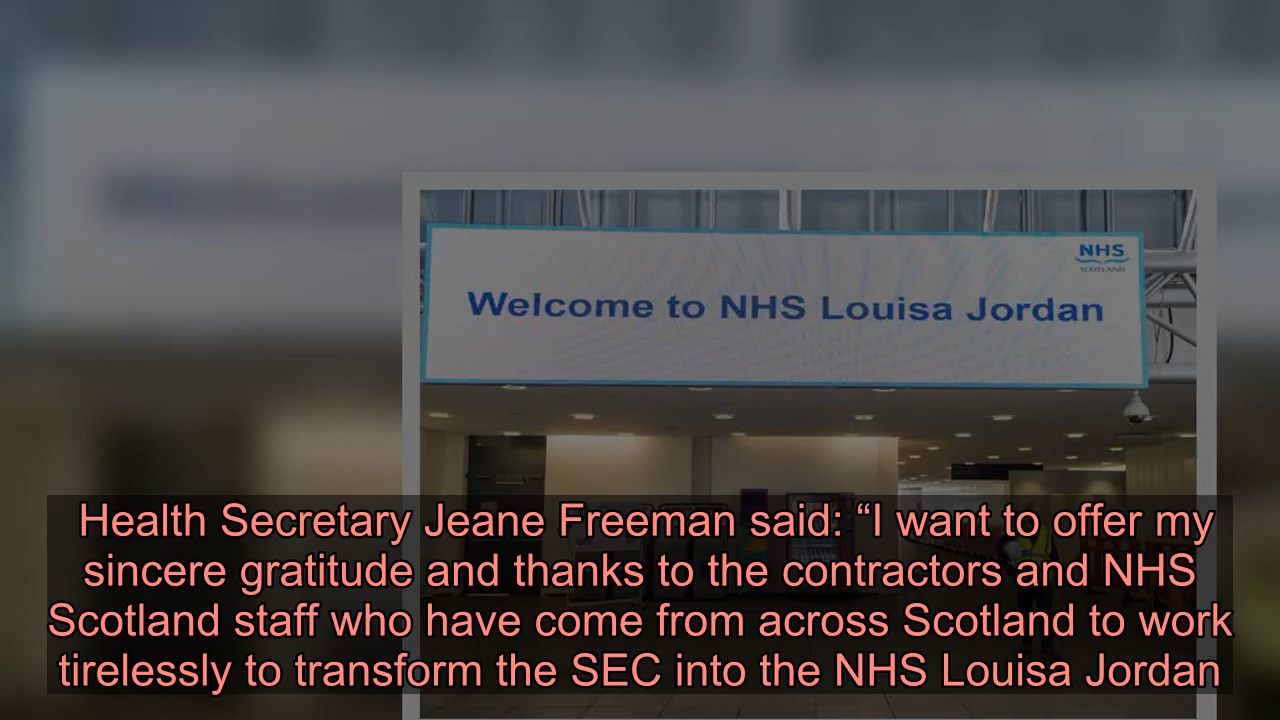 NHS
SCOTLAND
Welcome to NHS Louisa Jordan
Health Secretary Jeane Freeman said: “I want to offer my
sincere gratitude and thanks to the contractors and NHS
Scotland staff who have come from across Scotland to work
tirelessly to transform the SEC into the NHS Louisa Jordan